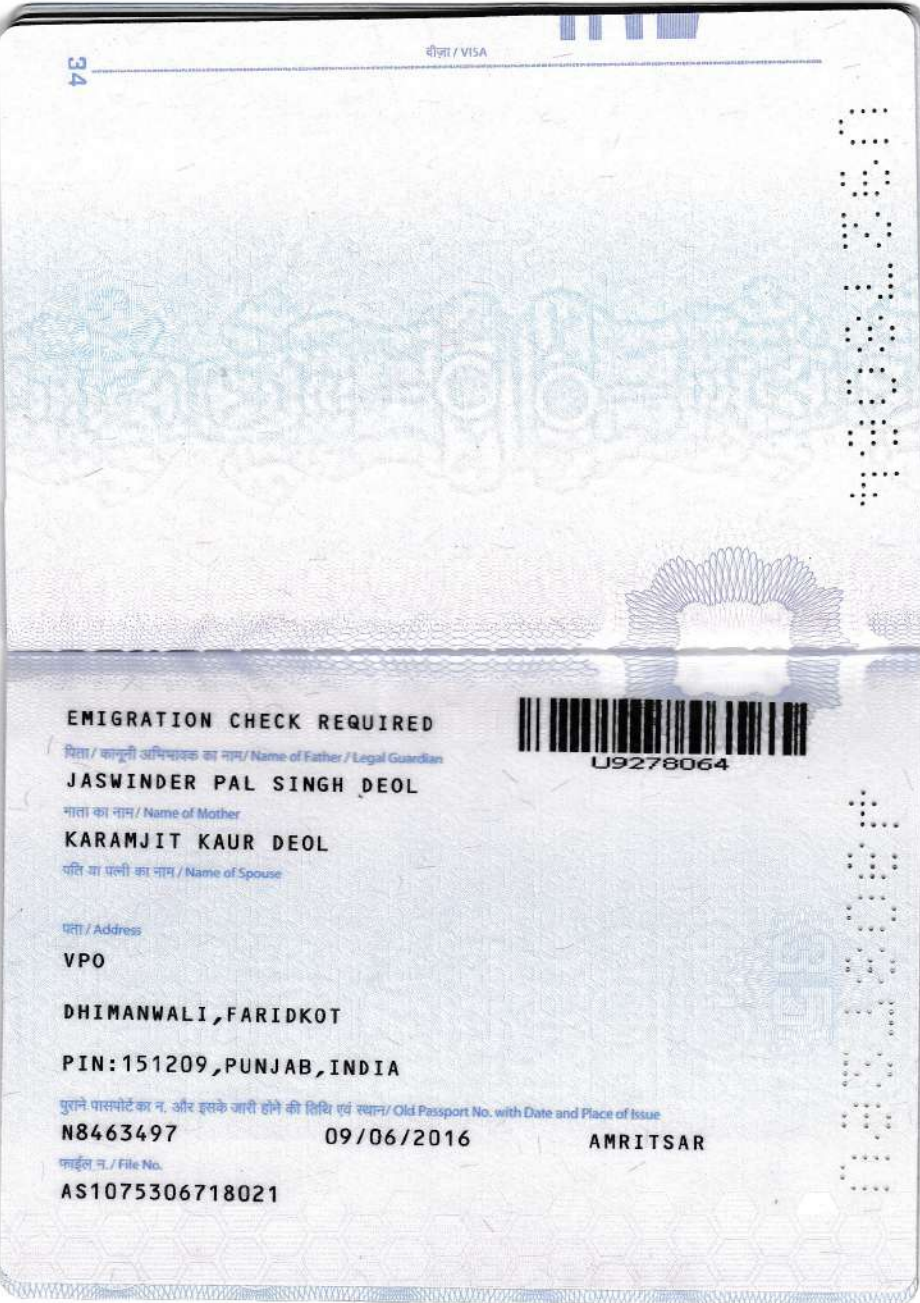 34
वीज़ा / VISA
U9278064
EMIGRATION CHECK REQUIRED
U9278064
पिता / कानूनी अभिभावक का नाम / Name of Father / Legal Guardian
JASWINDER PAL SINGH DEOL
माता का नाम / Name of Mother
KARAMJIT KAUR DEOL
पति या पत्नी का नाम / Name of Spouse
पता / Address
VPO
DHIMANWALI,FARIDKOT
PIN:151209,PUNJAB,INDIA
पुराने पासपोर्ट का न. और इसके जारी होने की तिथि एवं स्थान/ Old Passport No. with Date and Place of Issue
N8463497 09/06/2016 AMRITSAR
फाईल न./ File No.
AS1075306718021
U9278064